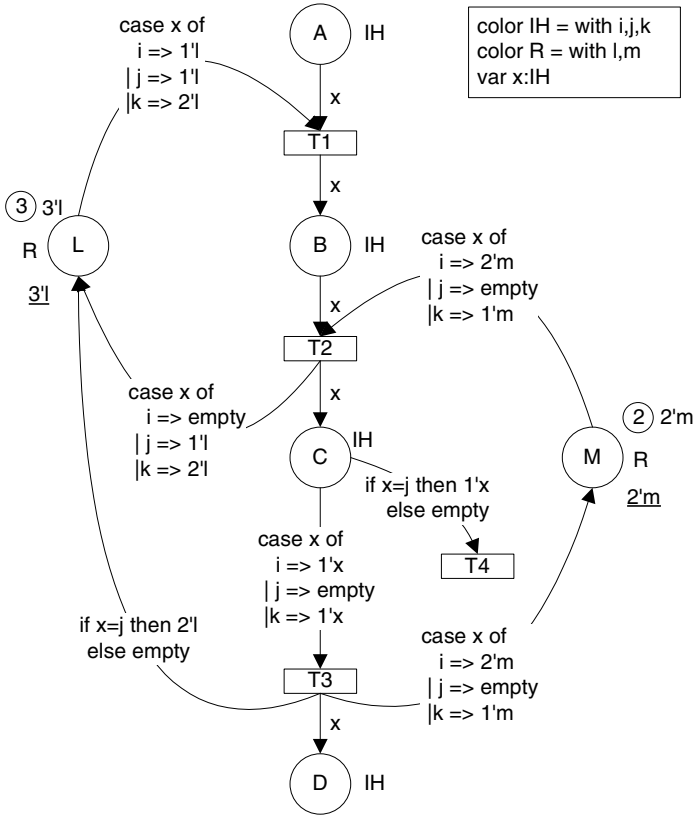 case x of
i => 1'l
| j => 1'l
|k => 2'l
A
IH
color IH = with i,j,k
color R = with l,m
var x:IH
x
T1
x
3
3'l
R
L
3'l
B
IH
case x of
i => 2'm
| j => empty
|k => 1'm
x
T2
case x of
i => empty
| j => 1'l
|k => 2'l
x
IH
C
2
2'm
M
R
2'm
if x=j then 1'x
else empty
case x of
i => 1'x
| j => empty
|k => 1'x
T4
if x=j then 2'l
else empty
T3
case x of
i => 2'm
| j => empty
|k => 1'm
x
D
IH